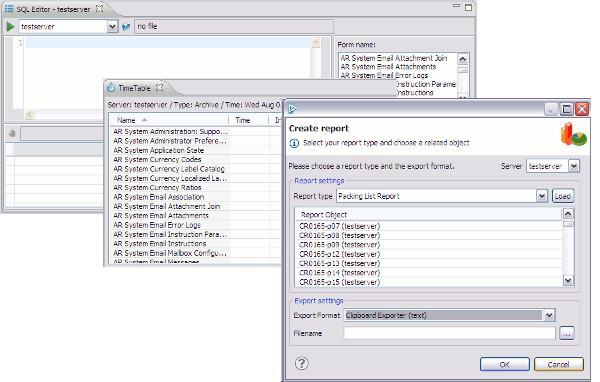 SQL Editor - testserver
testserver
no file
1
Form name:
AR System Email Attachment Join
AR System Email Attachments
AR System Email Error Logs
TimeTable
Server: testserver / Type: Archive / Time: Wed Aug 0
Name
Time
AR System Administration: Suppo...
AR System Administrator Prefere...
AR System Application State
AR System Currency Codes
AR System Currency Label Catalog
AR System Currency Localized La...
AR System Currency Ratios
AR System Email Association
AR System Email Attachment Join
AR System Email Attachments
AR System Email Error Logs
AR System Email Instruction Para...
AR System Email Instructions
AR System Email Mailbox Configu...
AR System Email Messages
Create report
Select your report type and choose a related object
Please choose a report type and the export format.
Server
testserver
Report settings
Report type
Packing List Report
Load
Report Object
CR0165-p07 (testserver)
CR0165-p08 (testserver)
CR0165-p09 (testserver)
CR0165-p12 (testserver)
CR0165-p13 (testserver)
CR0165-p14 (testserver)
CR0165-p15 (testserver)
Export settings
Export Format
Clipboard Exporter (text)
Filename
...
?
OK
Cancel